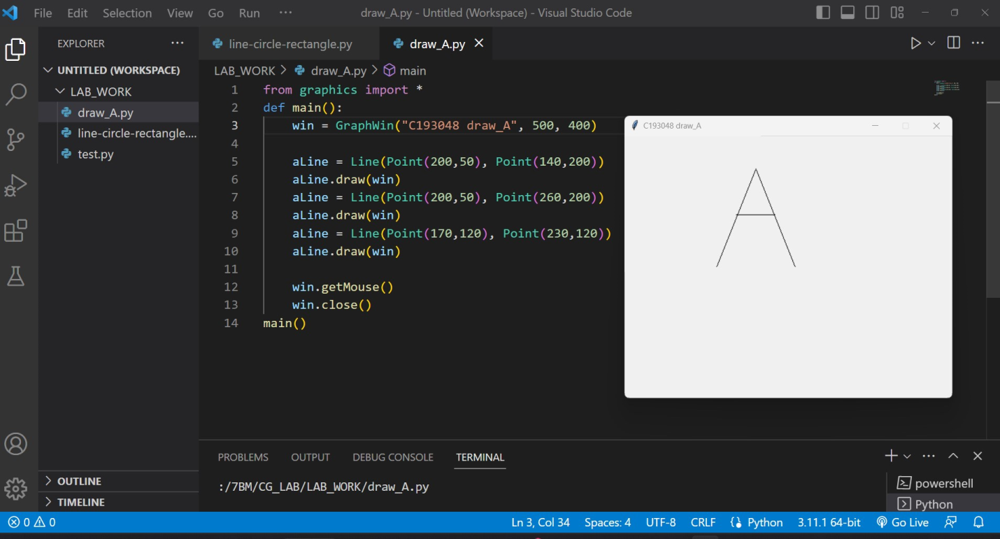 File Edit Selection View Go Run ··· draw_A.py - Untitled (Workspace) - Visual Studio Code
EXPLORER ···
UNTITLED (WORKSPACE)
LAB_WORK
draw_A.py
line-circle-rectangle....
test.py
OUTLINE
TIMELINE
line-circle-rectangle.py draw_A.py
LAB_WORK > draw_A.py > main
1 from graphics import *
2 def main():
3     win = GraphWin("C193048 draw_A", 500, 400)
4
5     aLine = Line(Point(200,50), Point(140,200))
6     aLine.draw(win)
7     aLine = Line(Point(200,50), Point(260,200))
8     aLine.draw(win)
9     aLine = Line(Point(170,120), Point(230,120))
10     aLine.draw(win)
11
12     win.getMouse()
13     win.close()
14 main()
C193048 draw_A
PROBLEMS OUTPUT DEBUG CONSOLE TERMINAL
:/7BM/CG_LAB/LAB_WORK/draw_A.py
powershell
Python
0 0 Ln 3, Col 34 Spaces: 4 UTF-8 CRLF Python 3.11.1 64-bit Go Live